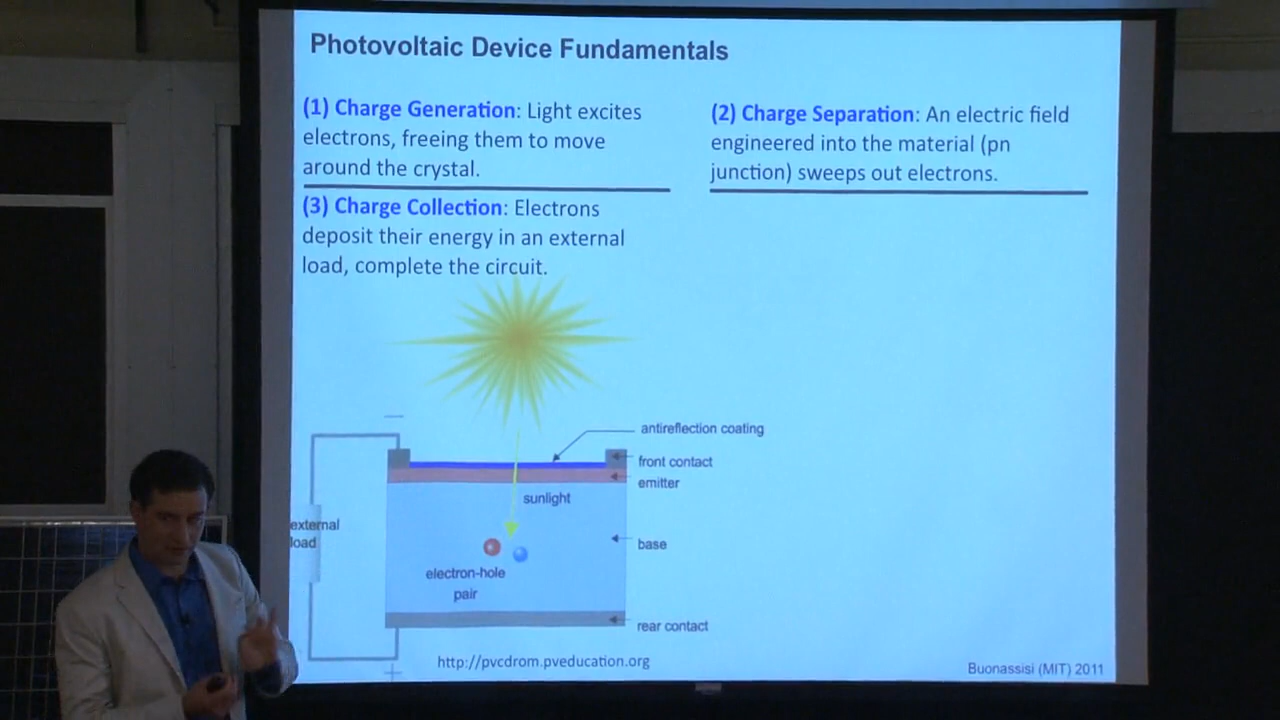 Photovoltaic Device Fundamentals
(1) Charge Generation: Light excites
electrons, freeing them to move
around the crystal.
(2) Charge Separation: An electric field
engineered into the material (pn
junction) sweeps out electrons.
(3) Charge Collection: Electrons
deposit their energy in an external
load, complete the circuit.
antireflection coating
front contact
emitter
sunlight
external
load
base
electron-hole
pair
rear contact
http://pvcdrom.pveducation.org
Buonassisi (MIT) 2011